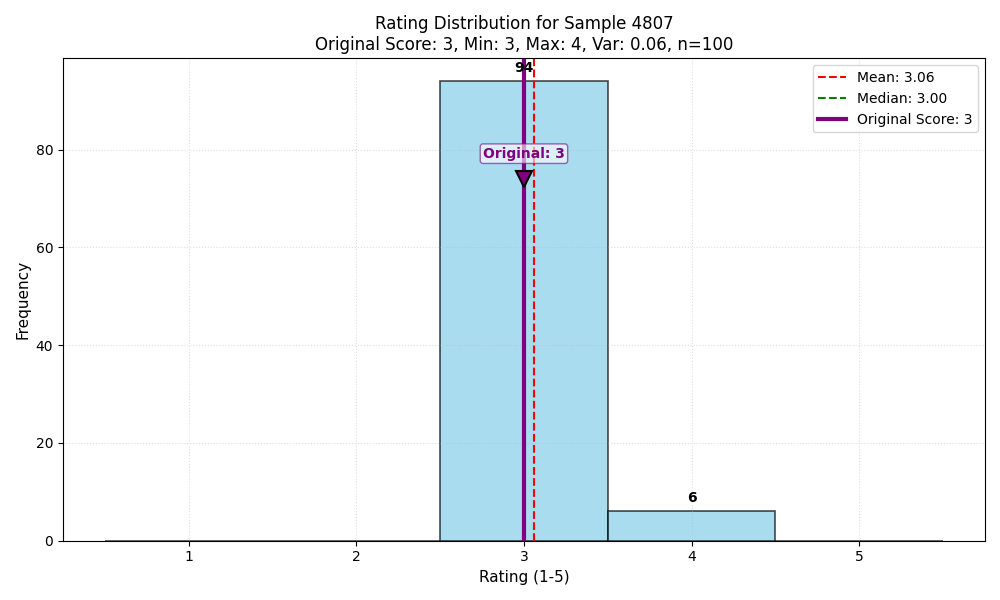 Rating Distribution for Sample 4807
Original Score: 3, Min: 3, Max: 4, Var: 0.06, n=100
Mean: 3.06
Median: 3.00
Original Score: 3
94
Original: 3
6
Frequency
80
60
40
20
0
1 2 3 4 5
Rating (1-5)